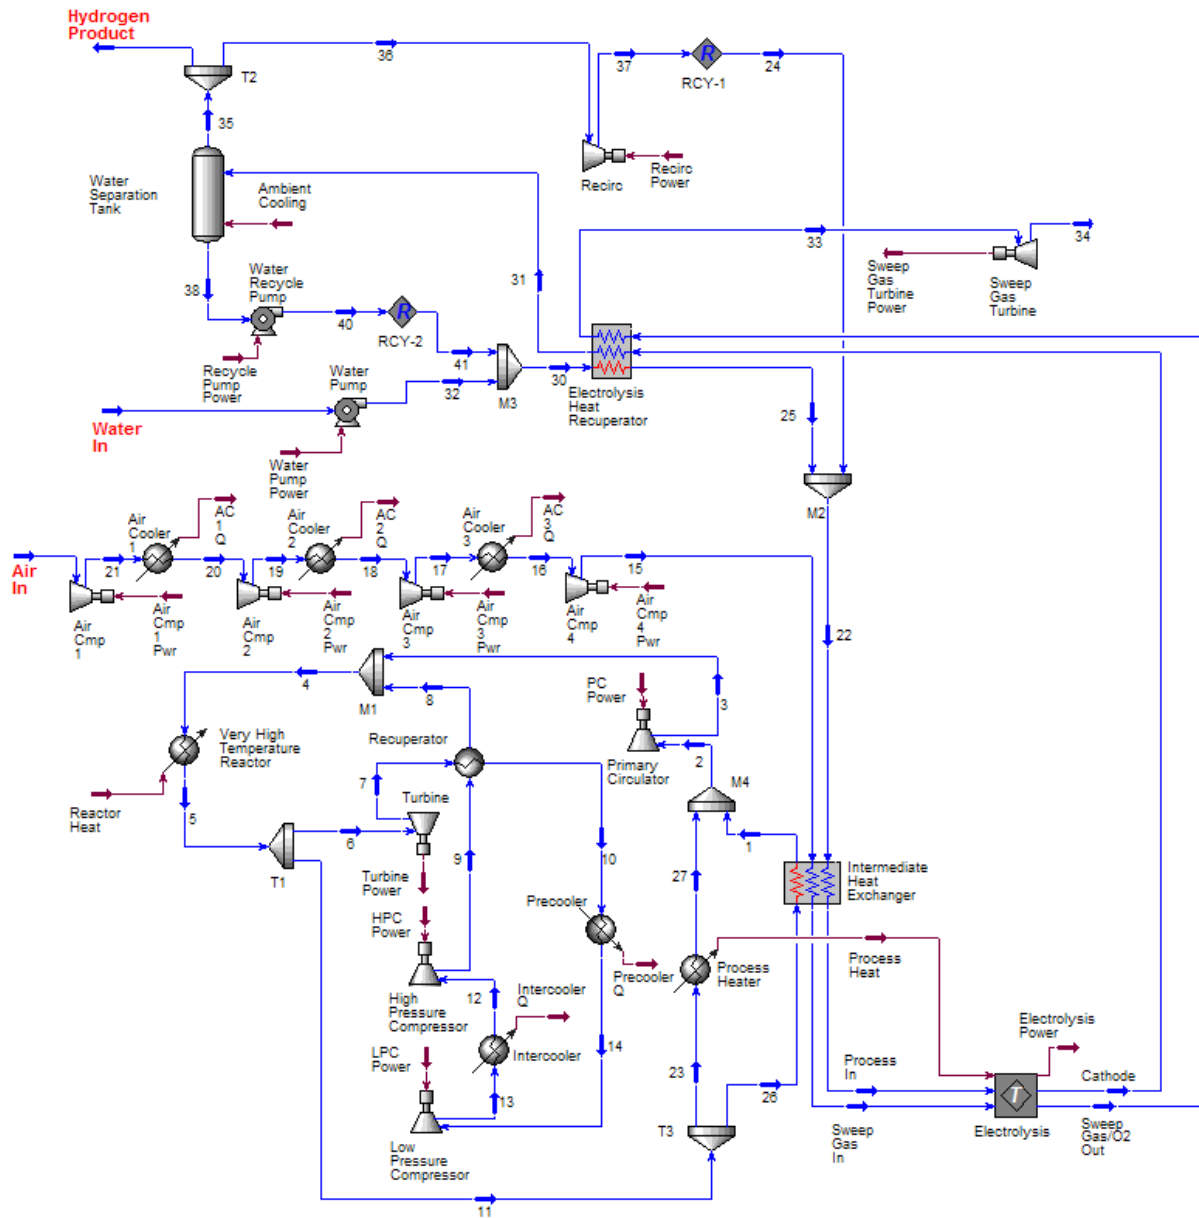 Hydrogen
Product
36
37
24
T2
RCY-1
35
Water
Separation
Tank
Ambient
Cooling
Recirc
Recirc
Power
33
34
38
Water
Recycle
Pump
31
Sweep
Gas
Turbine
Power
Sweep
Gas
Turbine
40
RCY-2
41
Recycle
Pump
Power
Water
Pump
32
M3
30
Electrolysis
Heat
Recuperator
25
Water
In
Water
Pump
Power
M2
Air
Cooler
1
AC
1
Q
Air
Cooler
2
AC
2
Q
Air
Cooler
3
AC
3
Q
Air
In
21
20
19
18
17
16
15
Air
Cmp
1
Air
Cmp
1
Pwr
Air
Cmp
2
Air
Cmp
2
Pwr
Air
Cmp
3
Air
Cmp
3
Pwr
Air
Cmp
4
Air
Cmp
4
Pwr
22
4
M1
8
PC
Power
3
Very High
Temperature
Reactor
Recuperator
Primary
Circulator
2
M4
7
Turbine
Reactor
Heat
5
6
9
10
1
T1
27
Intermediate
Heat
Exchanger
Turbine
Power
Precooler
HPC
Power
Precooler
Q
Process
Heater
Process
Heat
High
Pressure
Compressor
12
Intercooler
Q
Intercooler
14
LPC
Power
13
23
26
Process
In
Electrolysis
Power
Cathode
T
Low
Pressure
Compressor
T3
Sweep
Gas
In
Electrolysis
Sweep
Gas/O2
Out
11
R
R